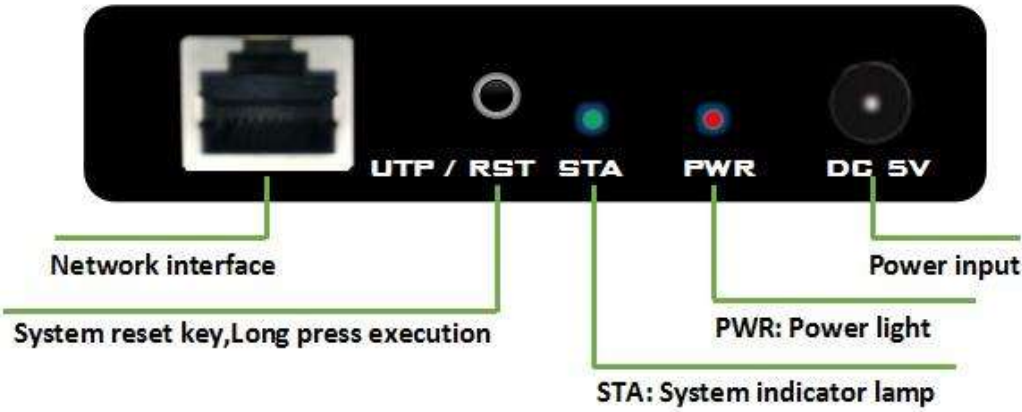 UTP / RST STA PWR DC 5V
Network interface
Power input
System reset key,Long press execution
PWR: Power light
STA: System indicator lamp